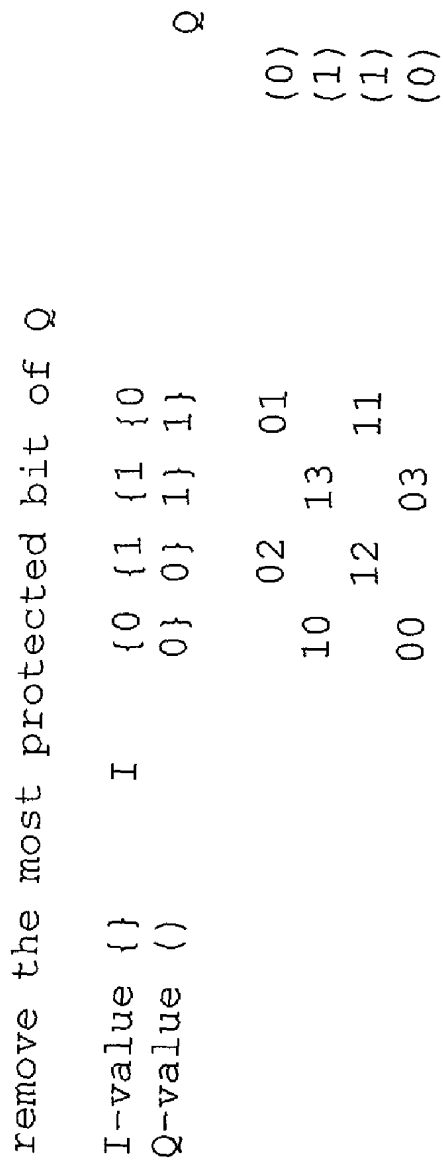 remove the most protected bit of Q
I-value {} I {0 {1 {1 {0
Q-value () 0} 0} 1} 1}
Q
02 01 (0)
10 13 (1)
12 11 (1)
00 03 (0)